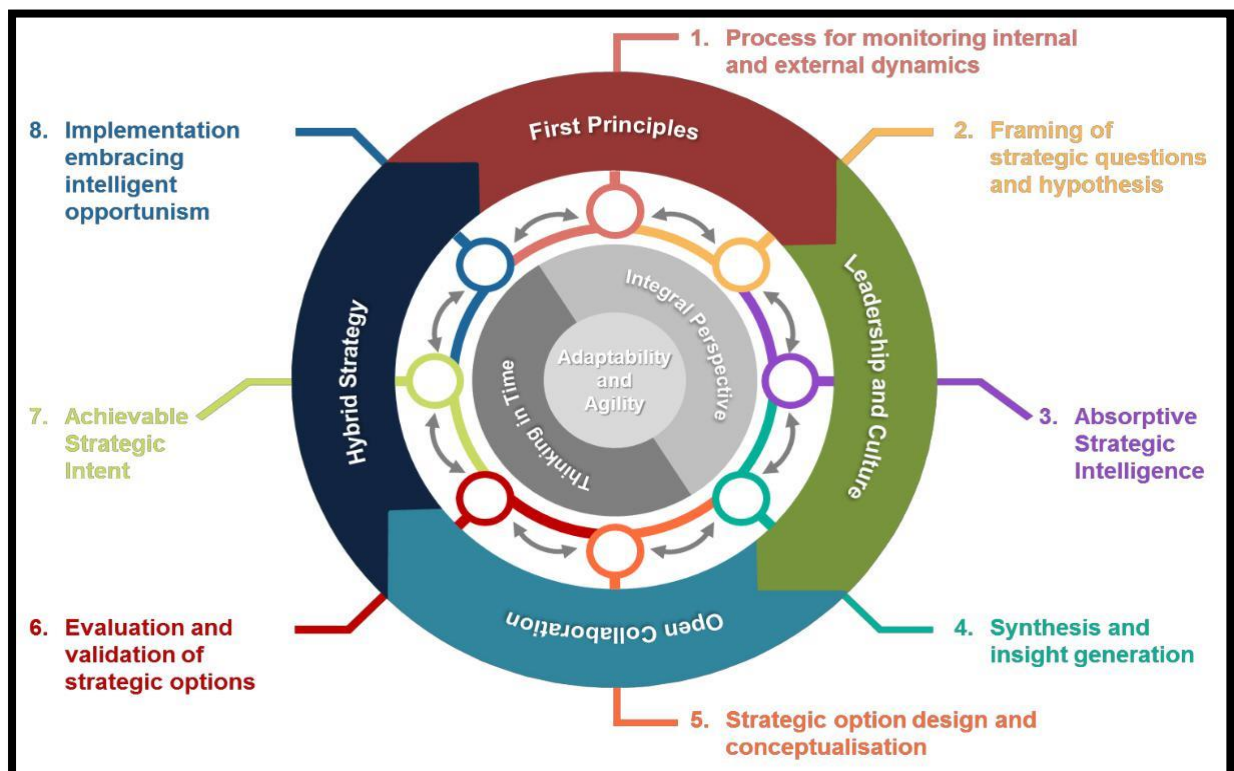 1. Process for monitoring internal
and external dynamics
2. Framing of
strategic questions
and hypothesis
3. Absorptive
Strategic
Intelligence
4. Synthesis and
insight generation
5. Strategic option design and
conceptualisation
6. Evaluation and
validation of
strategic options
7. Achievable
Strategic
Intent
8. Implementation
embracing
intelligent
opportunism
First Principles
Leadership and Culture
Open Collaboration
Hybrid Strategy
Integral Perspective
Thinking in Time
Adaptability
and
Agility